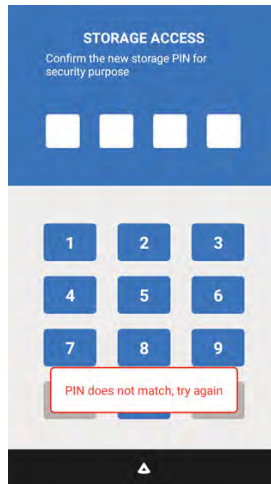 STORAGE ACCESS
Confirm the new storage PIN for
security purpose
1 2 3
4 5 6
7 8 9
PIN does not match, try again